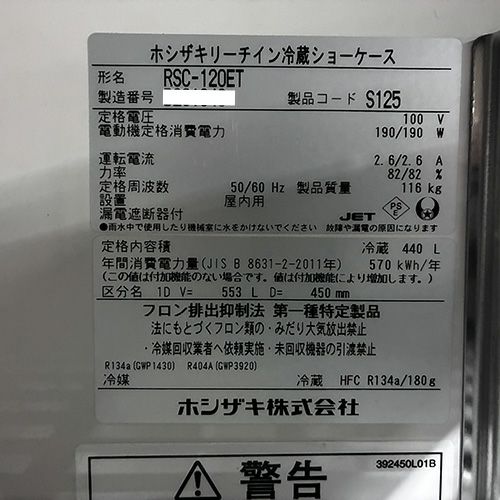 ホシザキリーチイン冷蔵ショーケース
形名 RSC-120ET
製造番号 製品コード S125
定格電圧 100 V
電動機定格消費電力 190/190 W
運転電流 2.6/2.6 A
力率 82/82 %
定格周波数 50/60 Hz 製品質量 116 kg
設置 屋内用
漏電遮断器付 JET PSE
●雨水中で使用したり機械室に水をかけないでください 故障や漏電の原因になります
定格内容積 冷蔵 440 L
年間消費電力量(JIS B 8631-2-2011年) 570 kWh/年
(この値は付加機能のない場合です。値は付加機能により増加します。)
区分名 1D V= 553 L D= 450 mm
フロン排出抑制法 第一種特定製品
・法にもとづくフロン類の・みだり大気放出禁止
・冷媒回収業者へ依頼実施・未回収機器の引渡禁止
R134a(GWP1430) R404A(GWP3920)
冷媒 冷蔵 HFC R134a/180g
ホシザキ株式会社
392450L01B
警告